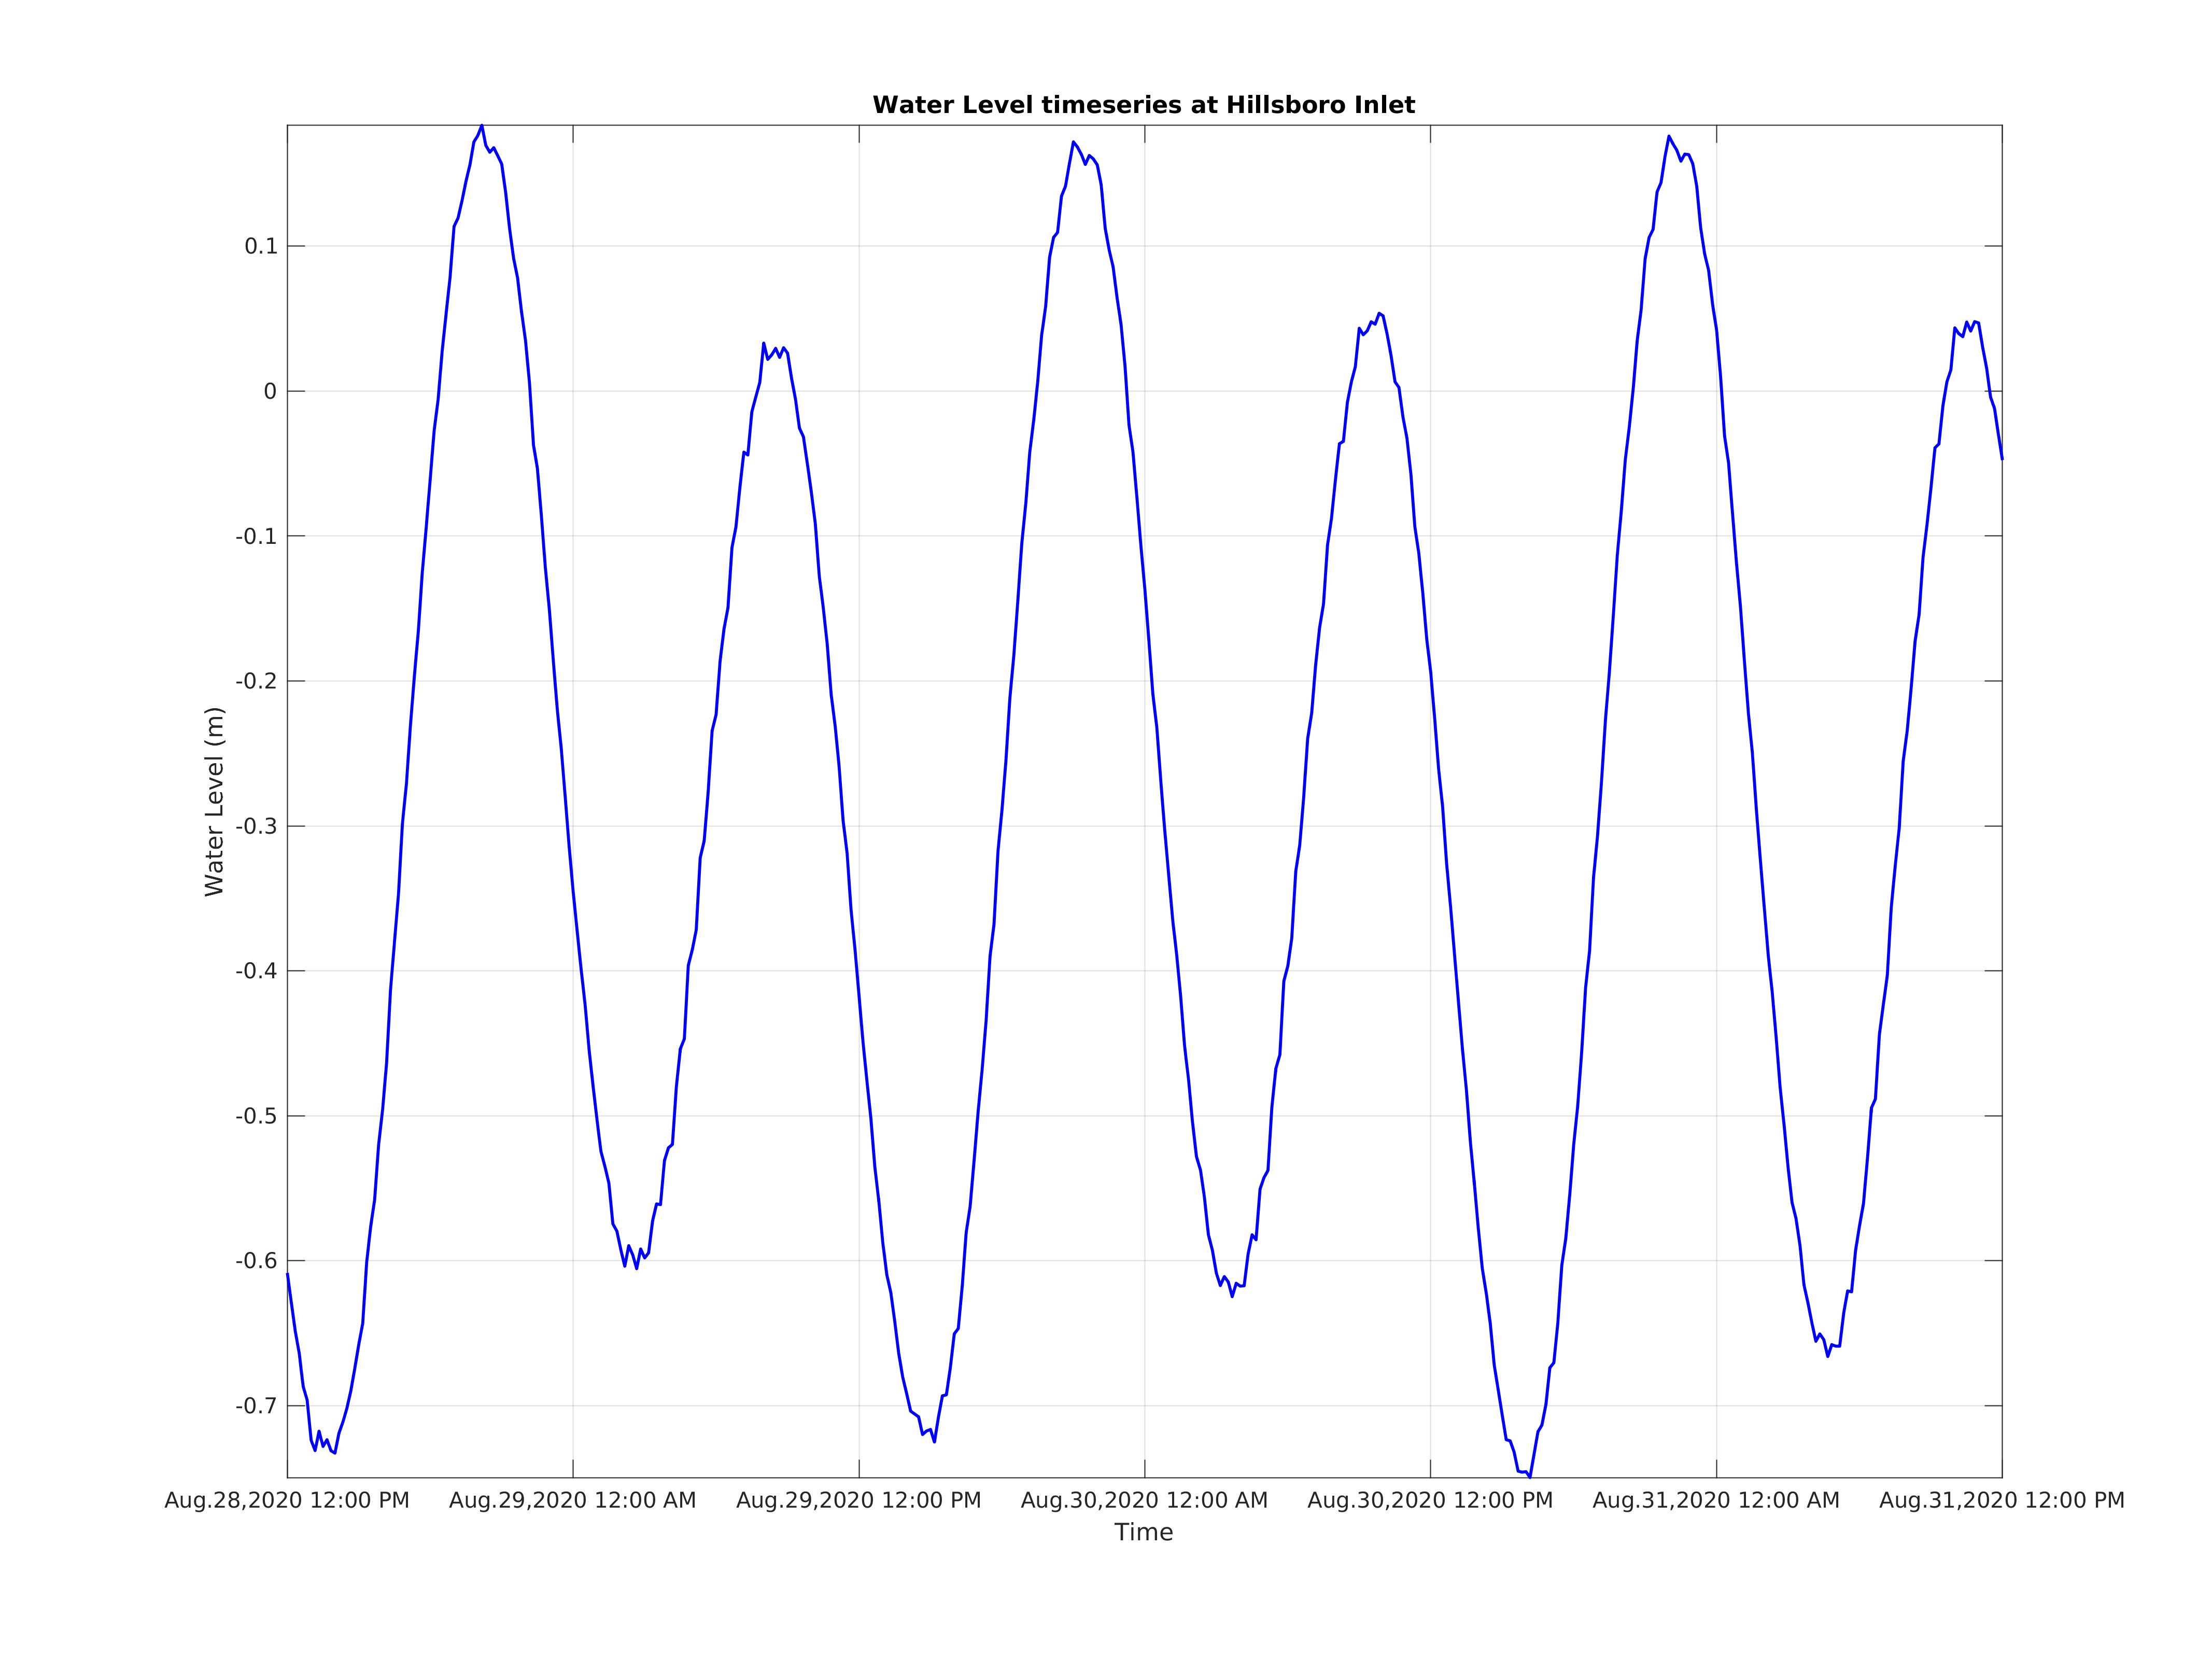 Water Level timeseries at Hillsboro Inlet
0.1
0
-0.1
-0.2
-0.3
-0.4
-0.5
-0.6
-0.7
Water Level (m)
Aug.28,2020 12:00 PM Aug.29,2020 12:00 AM Aug.29,2020 12:00 PM Aug.30,2020 12:00 AM Aug.30,2020 12:00 PM Aug.31,2020 12:00 AM Aug.31,2020 12:00 PM
Time